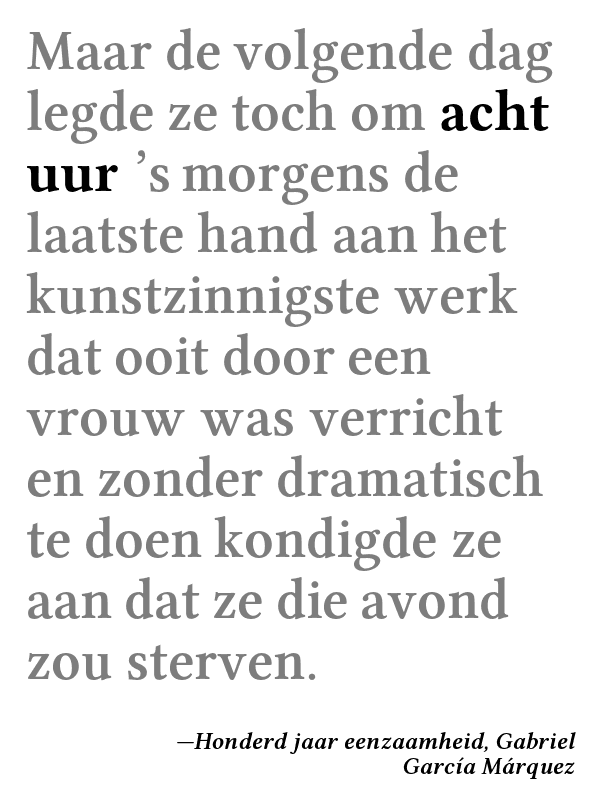 Maar de volgende dag
legde ze toch om acht
uur ’s morgens de
laatste hand aan het
kunstzinnigste werk
dat ooit door een
vrouw was verricht
en zonder dramatisch
te doen kondigde ze
aan dat ze die avond
zou sterven.
—Honderd jaar eenzaamheid, Gabriel
García Márquez